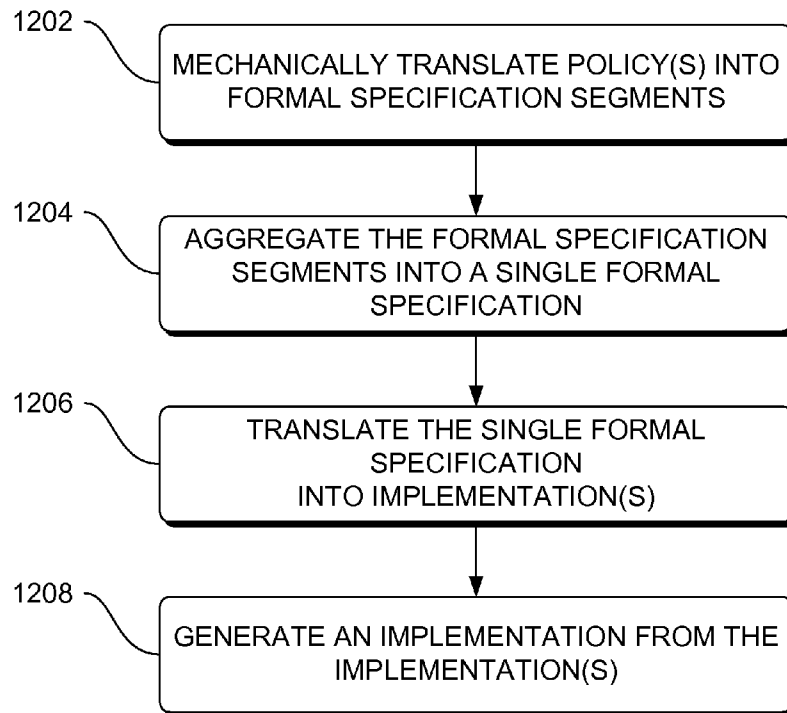 1202
MECHANICALLY TRANSLATE POLICY(S) INTO
FORMAL SPECIFICATION SEGMENTS
1204
AGGREGATE THE FORMAL SPECIFICATION
SEGMENTS INTO A SINGLE FORMAL
SPECIFICATION
1206
TRANSLATE THE SINGLE FORMAL
SPECIFICATION
INTO IMPLEMENTATION(S)
1208
GENERATE AN IMPLEMENTATION FROM THE
IMPLEMENTATION(S)